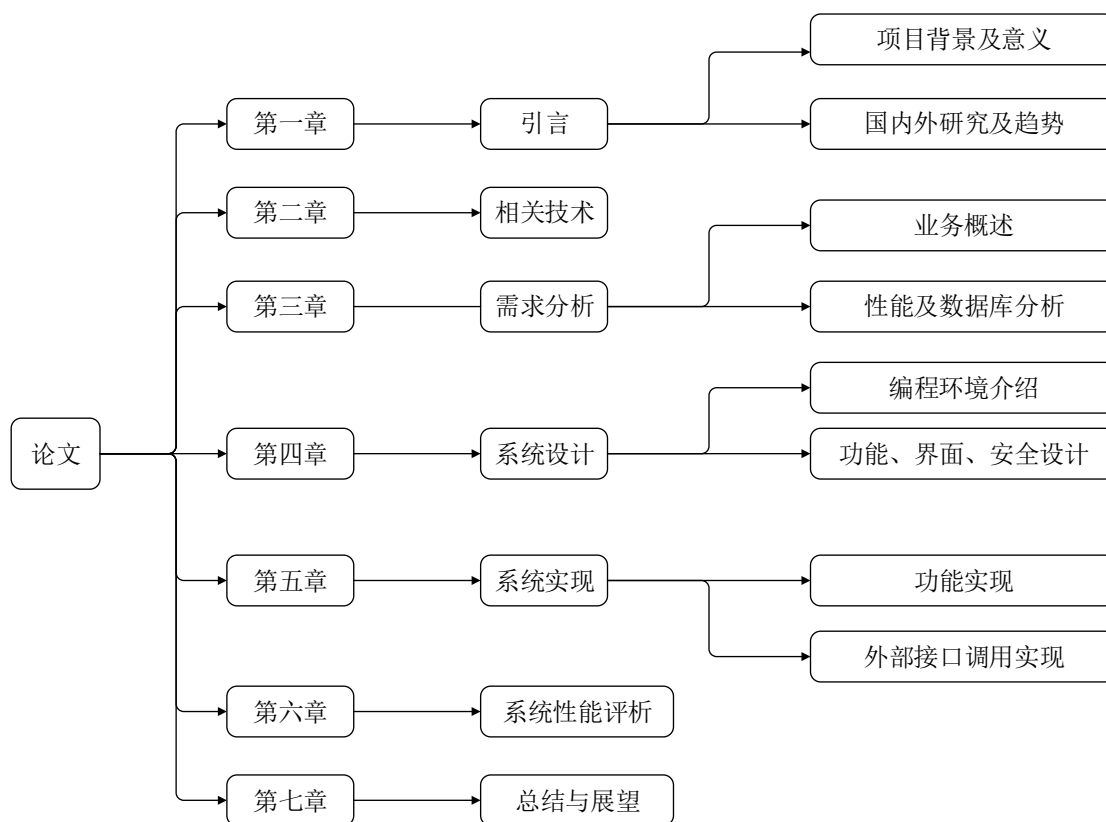 论文
第一章
引言
项目背景及意义
国内外研究及趋势
第二章
相关技术
第三章
需求分析
业务概述
性能及数据库分析
第四章
系统设计
编程环境介绍
功能、界面、安全设计
第五章
系统实现
功能实现
外部接口调用实现
第六章
系统性能评析
第七章
总结与展望